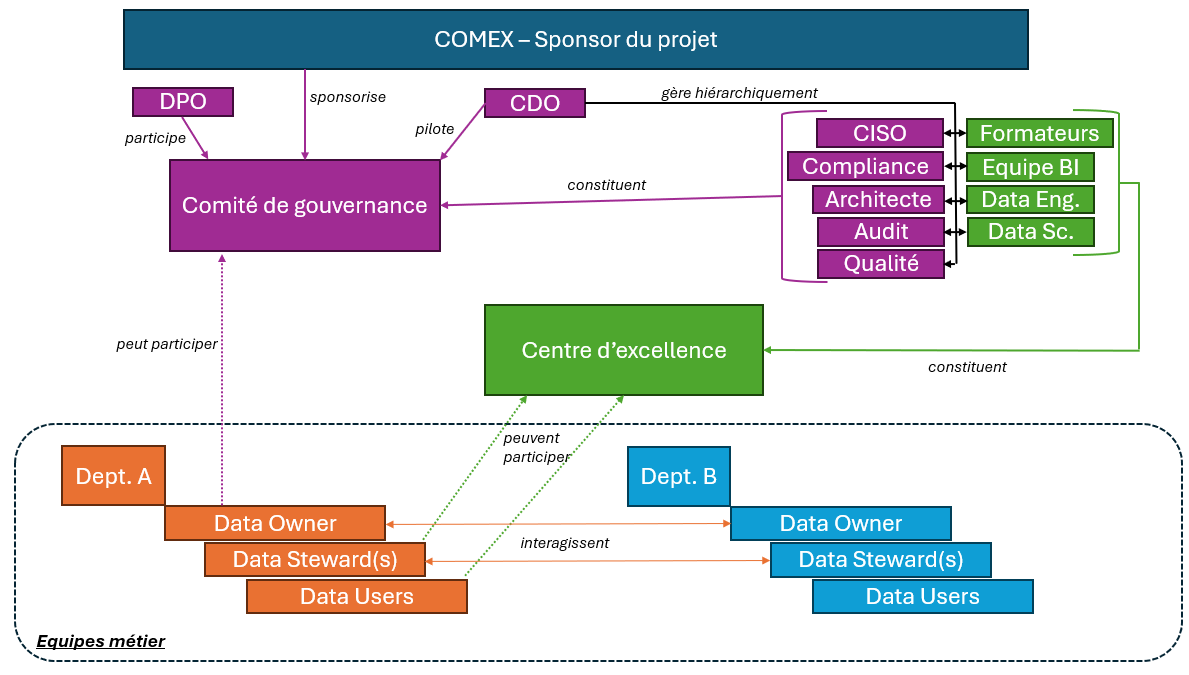 COMEX – Sponsor du projet
DPO
sponsorise
CDO
gère hiérarchiquement
participe
pilote
CISO
Formateurs
Compliance
Equipe BI
Architecte
Data Eng.
Audit
Data Sc.
Qualité
Comité de gouvernance
constituent
peut participer
Centre d’excellence
constituent
peuvent
participer
Dept. A
Dept. B
Data Owner
Data Owner
interagissent
Data Steward(s)
Data Steward(s)
Data Users
Data Users
Equipes métier